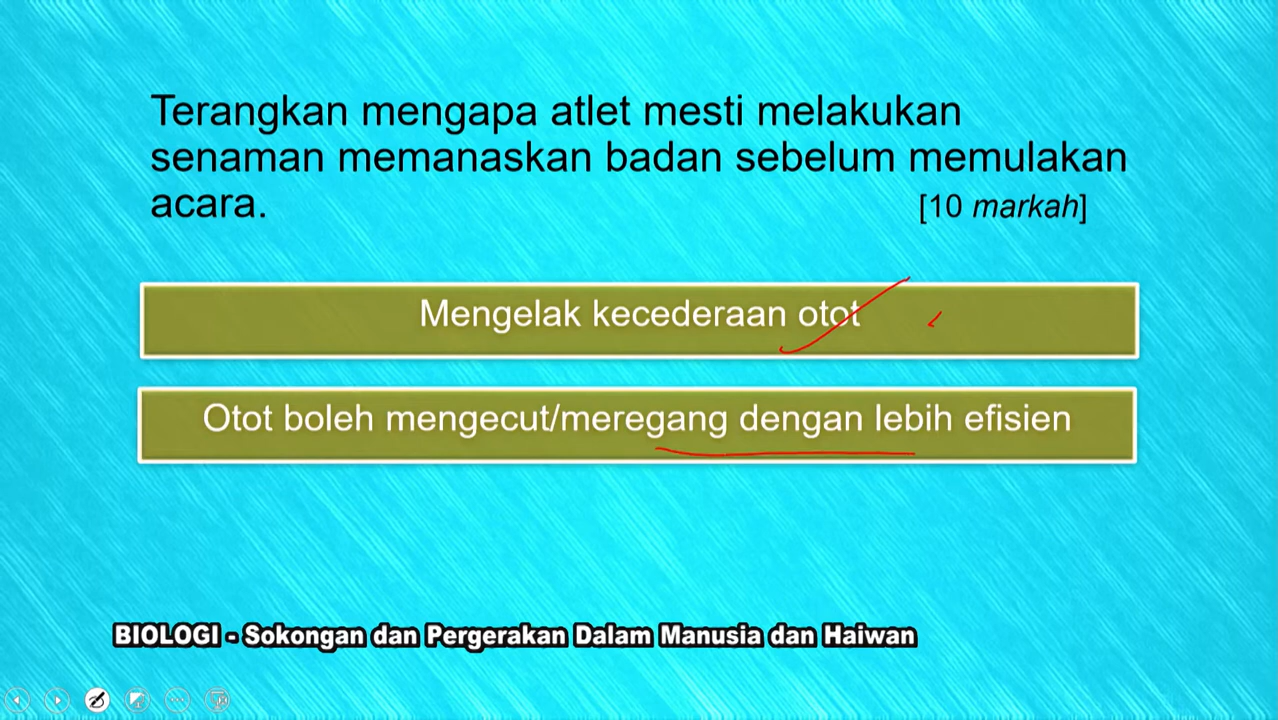 Terangkan mengapa atlet mesti melakukan
senaman memanaskan badan sebelum memulakan
acara. [10 markah]
Mengelak kecederaan otot
Otot boleh mengecut/meregang dengan lebih efisien
BIOLOGI - Sokongan dan Pergerakan Dalam Manusia dan Haiwan